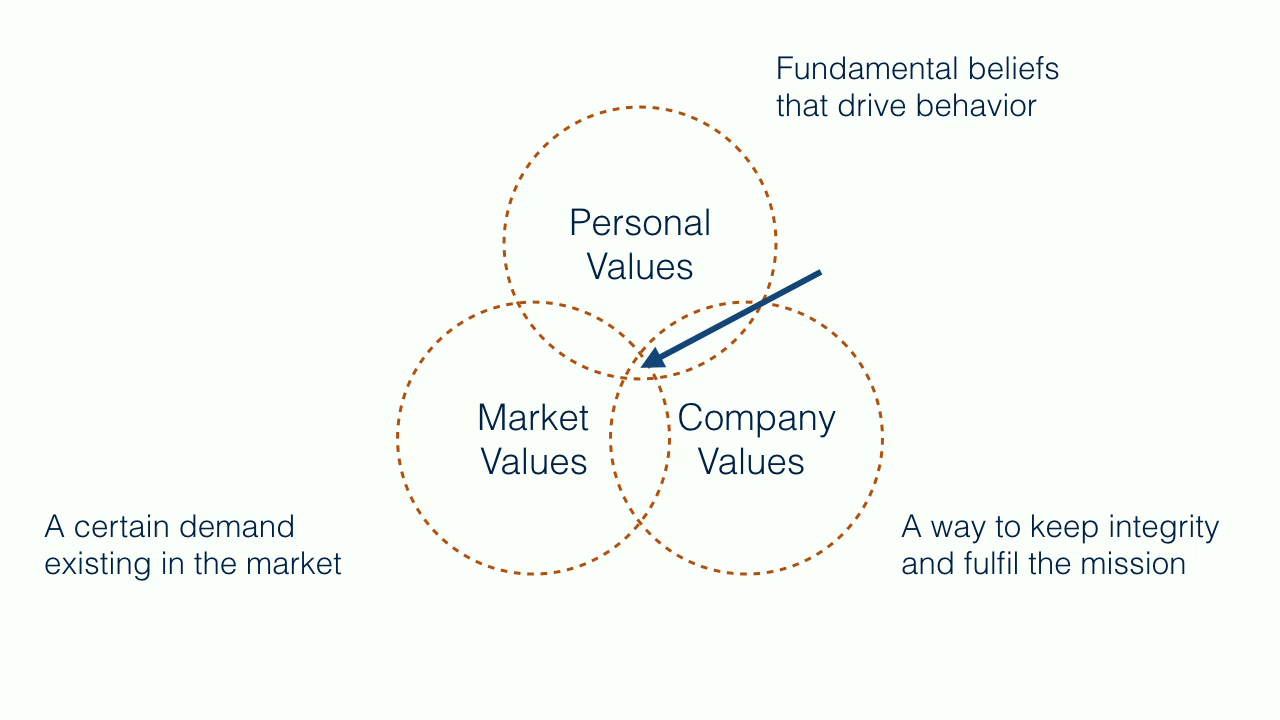 Fundamental beliefs
that drive behavior
Personal
Values
Market
Values
Company
Values
A certain demand
existing in the market
A way to keep integrity
and fulfil the mission